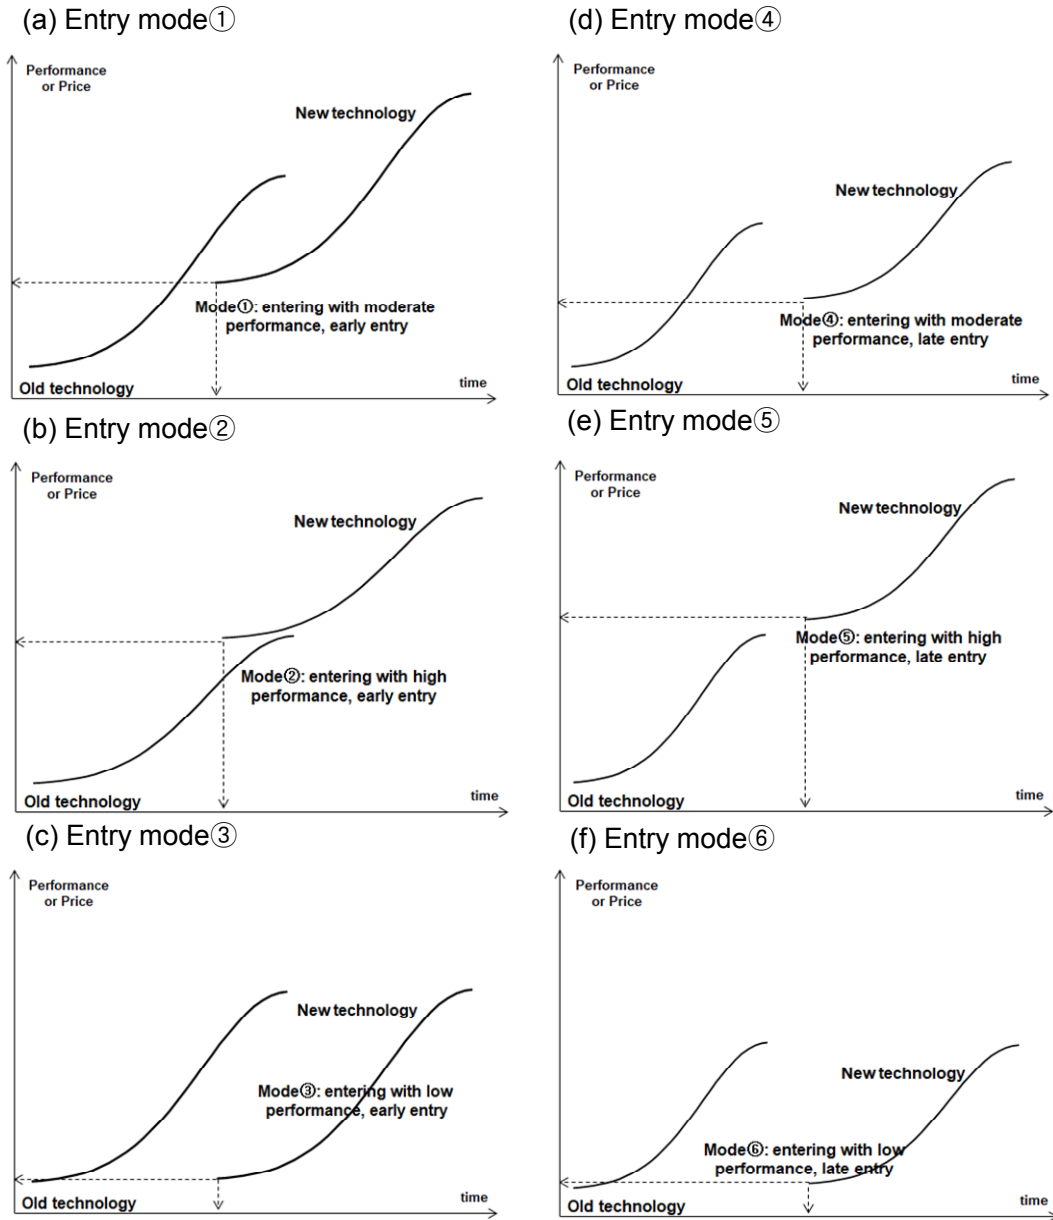 (a) Entry mode①
Performance
or Price
New technology
Mode①: entering with moderate
performance, early entry
Old technology
time
(d) Entry mode④
Performance
or Price
New technology
Mode④: entering with moderate
performance, late entry
Old technology
time
(b) Entry mode②
Performance
or Price
New technology
Mode②: entering with high
performance, early entry
Old technology
time
(e) Entry mode⑤
Performance
or Price
New technology
Mode⑤: entering with high
performance, late entry
Old technology
time
(c) Entry mode③
Performance
or Price
New technology
Mode③: entering with low
performance, early entry
Old technology
time
(f) Entry mode⑥
Performance
or Price
New technology
Mode⑥: entering with low
performance, late entry
Old technology
time